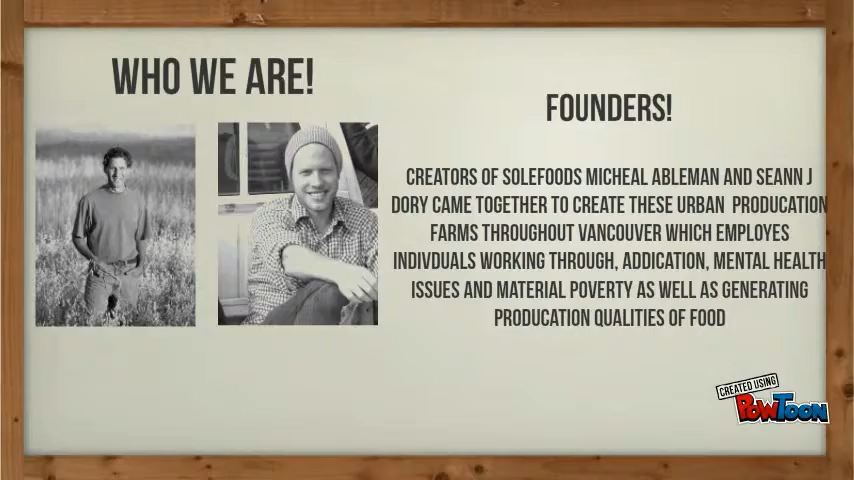 WHO WE ARE!
FOUNDERS!
CREATORS OF SOLEFOODS MICHEAL ABLEMAN AND SEANN J
DORY CAME TOGETHER TO CREATE THESE URBAN PRODUCATION
FARMS THROUGHOUT VANCOUVER WHICH EMPLOYES
INDIVDUALS WORKING THROUGH, ADDICATION, MENTAL HEALTH
ISSUES AND MATERIAL POVERTY AS WELL AS GENERATING
PRODUCATION QUALITIES OF FOOD
CREATED USING
POWTOON